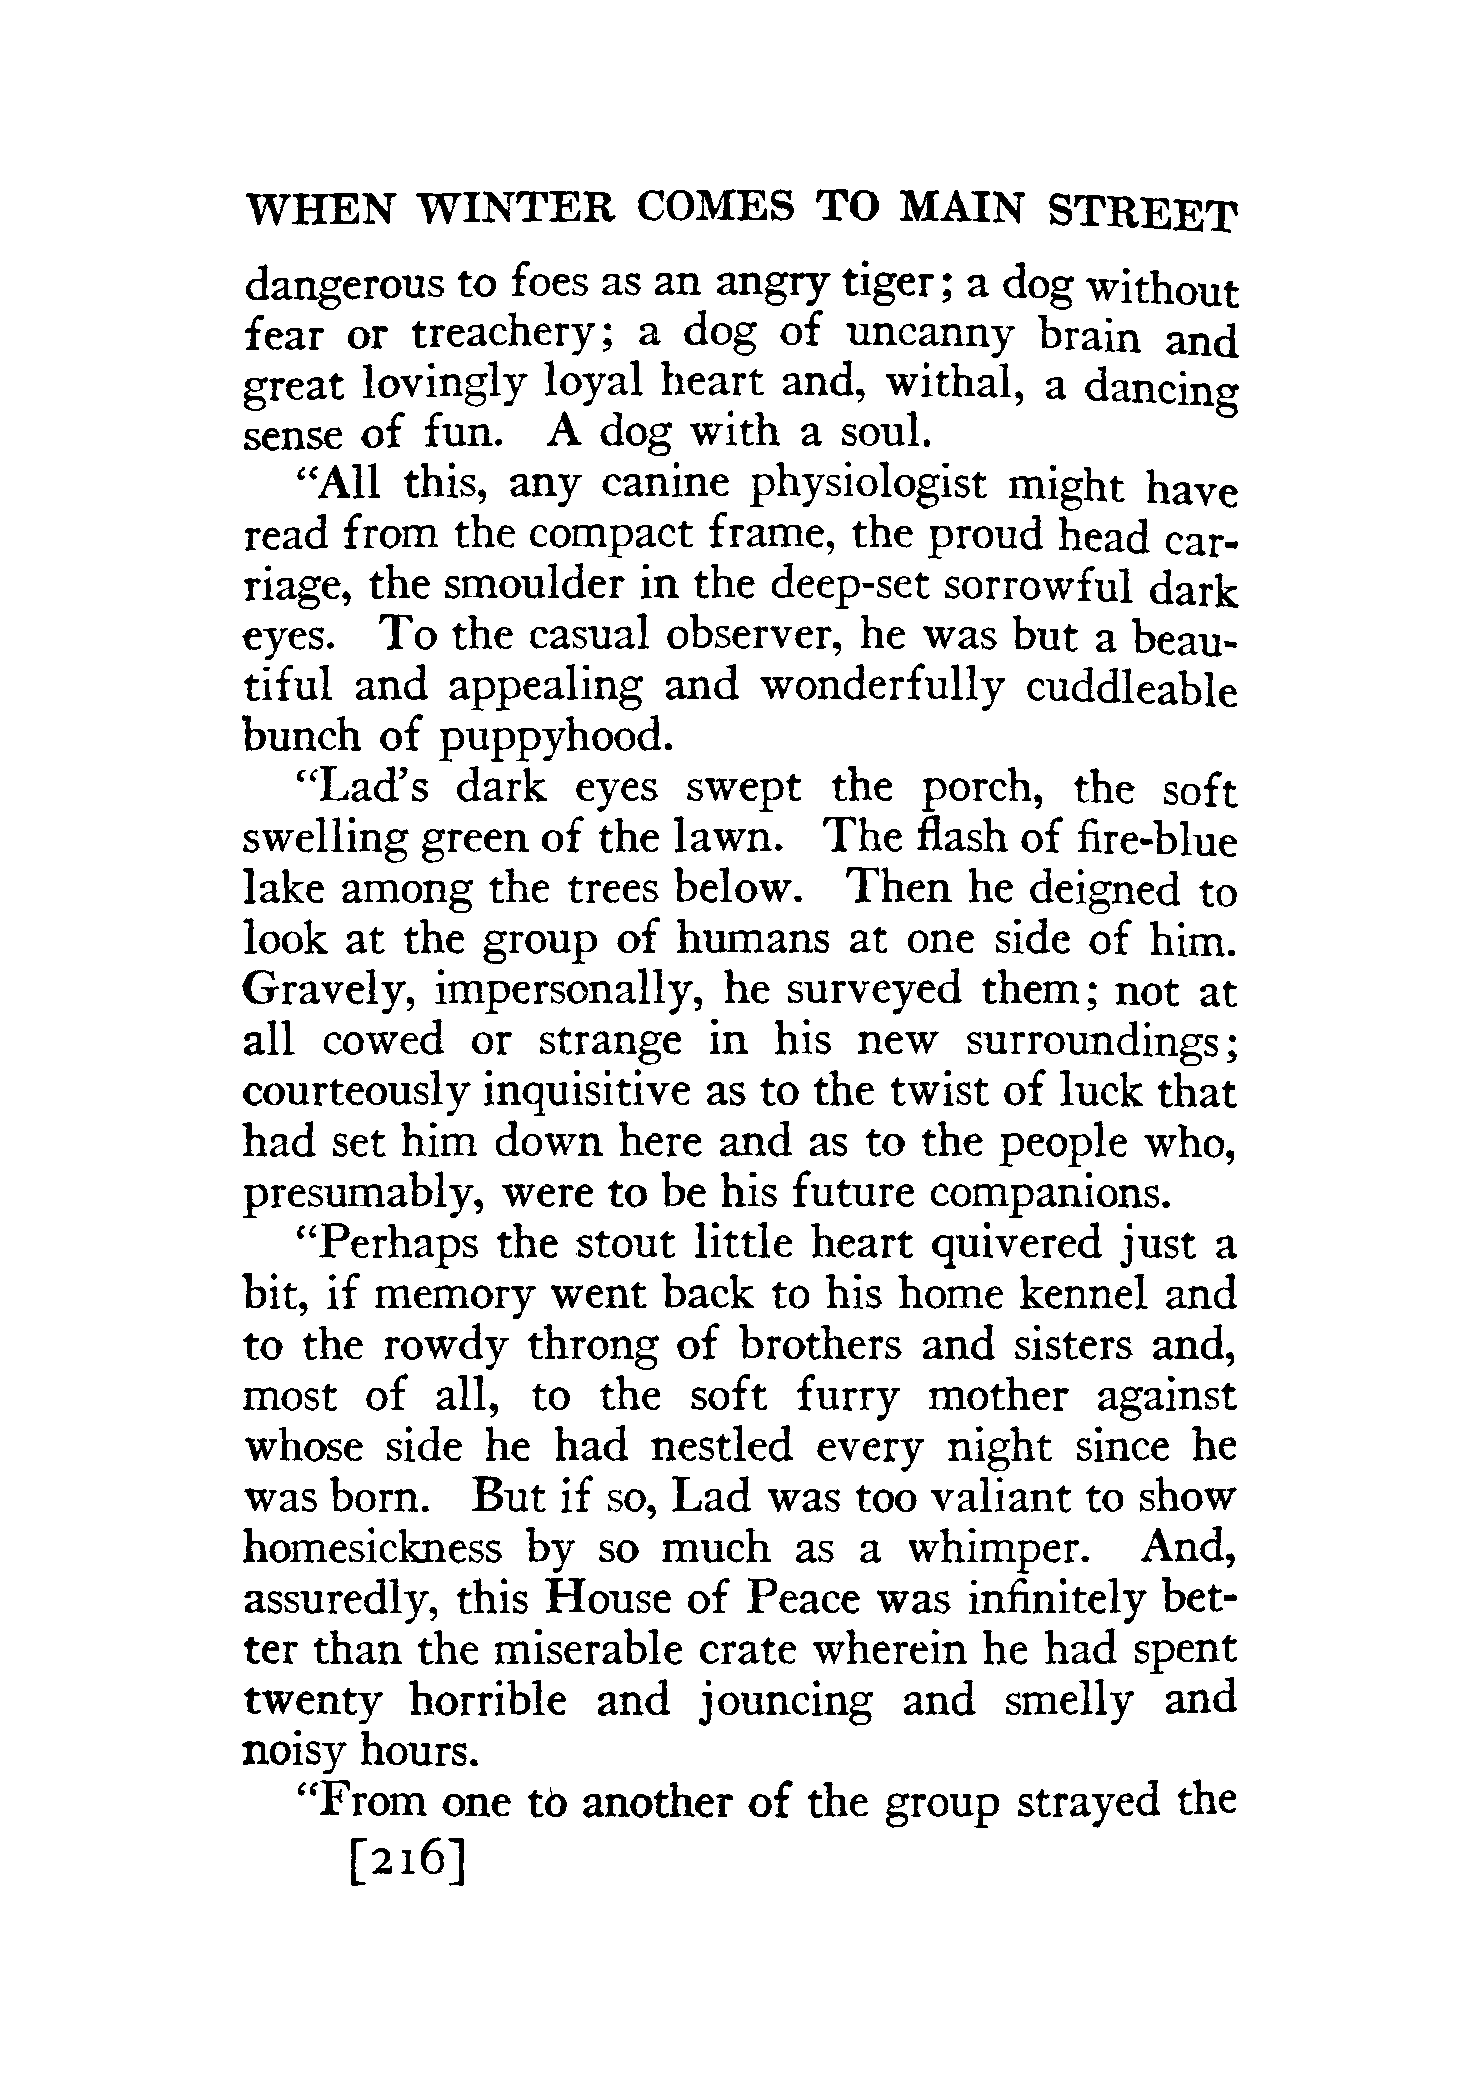 WHEN WINTER COMES TO MAIN STREET
dangerous to foes as an angry tiger; a dog without
fear or treachery; a dog of uncanny brain and
great lovingly loyal heart and, withal, a dancing
sense of fun. A dog with a soul.
“All this, any canine physiologist might have
read from the compact frame, the proud head car-
riage, the smoulder in the deep-set sorrowful dark
eyes. To the casual observer, he was but a beau-
tiful and appealing and wonderfully cuddleable
bunch of puppyhood.
“Lad’s dark eyes swept the porch, the soft
swelling green of the lawn. The flash of fire-blue
lake among the trees below. Then he deigned to
look at the group of humans at one side of him.
Gravely, impersonally, he surveyed them; not at
all cowed or strange in his new surroundings;
courteously inquisitive as to the twist of luck that
had set him down here and as to the people who,
presumably, were to be his future companions.
“Perhaps the stout little heart quivered just a
bit, if memory went back to his home kennel and
to the rowdy throng of brothers and sisters and,
most of all, to the soft furry mother against
whose side he had nestled every night since he
was born. But if so, Lad was too valiant to show
homesickness by so much as a whimper. And,
assuredly, this House of Peace was infinitely bet-
ter than the miserable crate wherein he had spent
twenty horrible and jouncing and smelly and
noisy hours.
“From one to another of the group strayed the
[216]